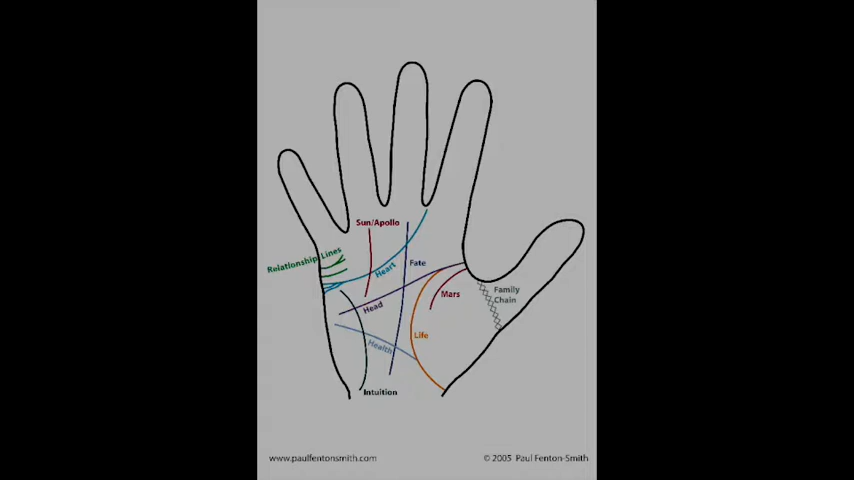 Sun/Apollo
Relationship Lines
Heart
Fate
Family
Chain
Mars
Head
Life
Health
Intuition
www.paulfentonsmith.com
© 2005 Paul Fenton-Smith